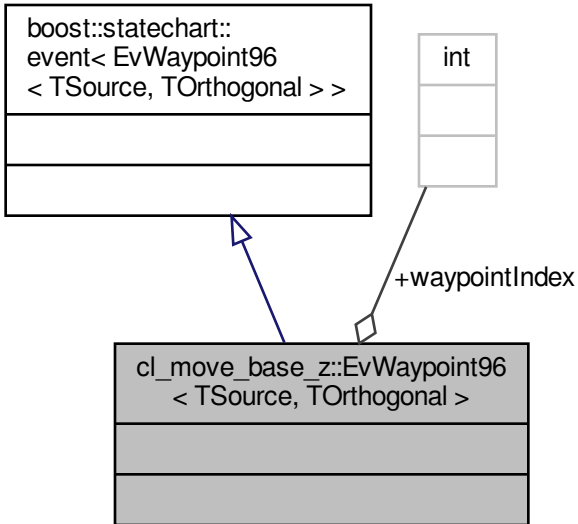 boost::statechart::
event< EvWaypoint96
< TSource, TOrthogonal > >
int
+waypointIndex
cl_move_base_z::EvWaypoint96
< TSource, TOrthogonal >